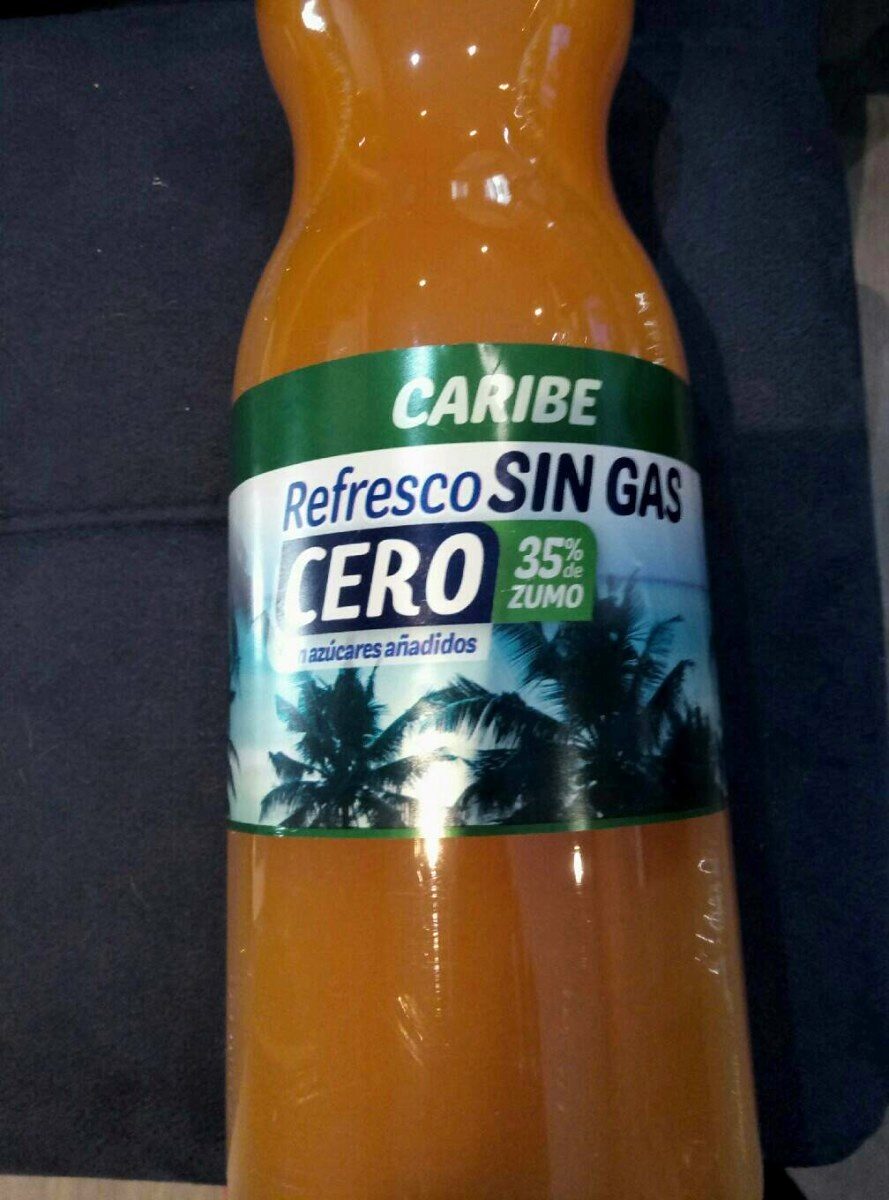 CARIBE
Refresco SIN GAS
CERO
35% de
ZUMO
azúcares añadidos